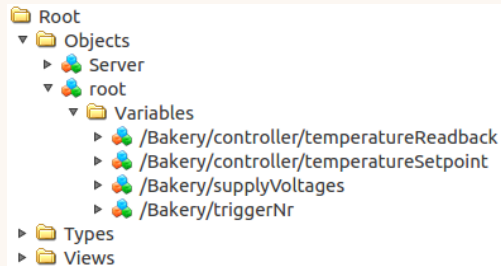 Root
Objects
Server
root
Variables
/Bakery/controller/temperatureReadback
/Bakery/controller/temperatureSetpoint
/Bakery/supplyVoltages
/Bakery/triggerNr
Types
Views